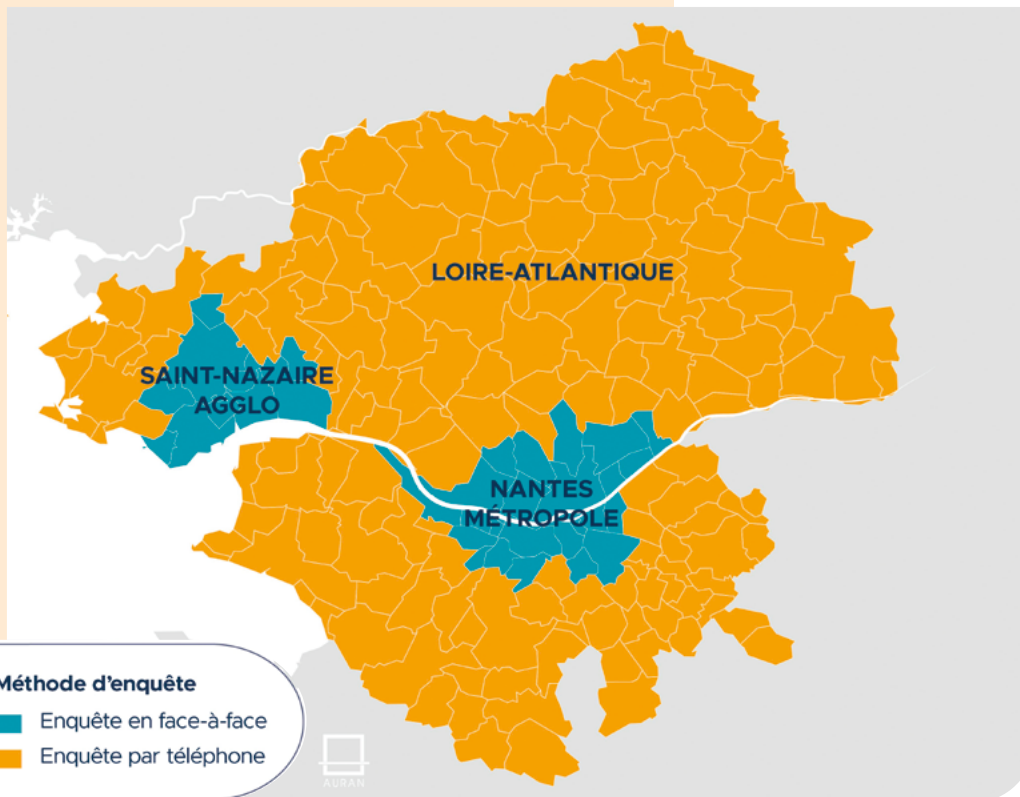 LOIRE-ATLANTIQUE
SAINT-NAZAIRE
AGGLO
NANTES
MÉTROPOLE
Méthode d'enquête
Enquête en face-à-face
Enquête par téléphone
AURAN